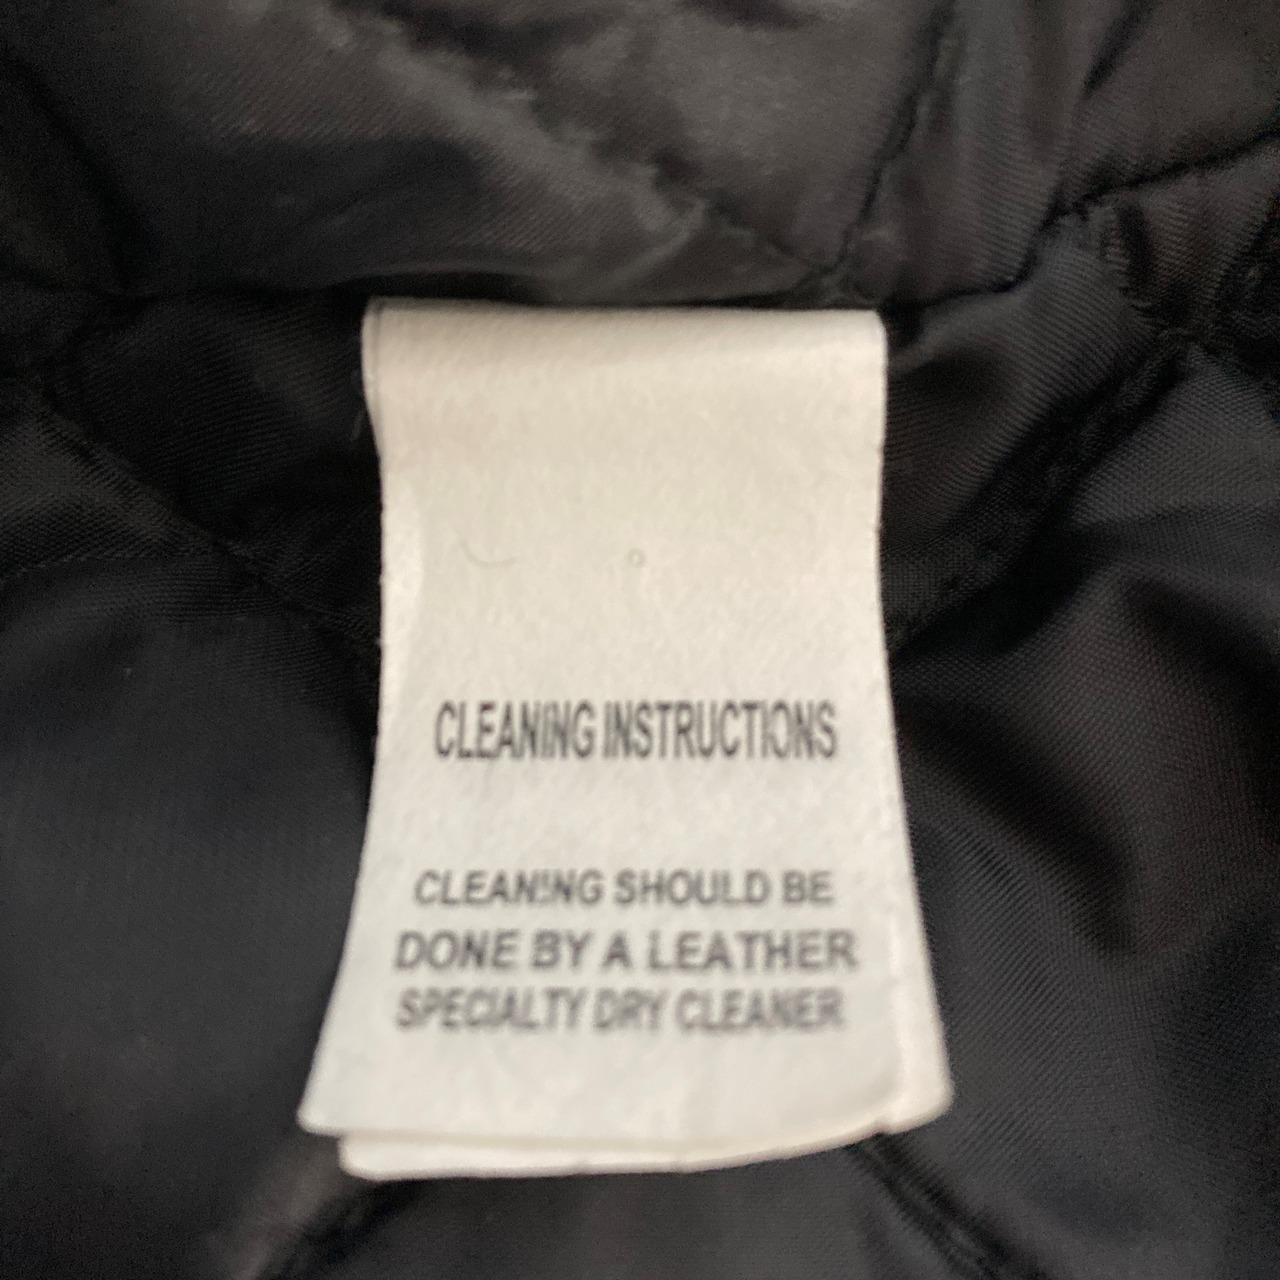 CLEANING INSTRUCTIONS
CLEANING SHOULD BE
DONE BY A LEATHER
SPECIALTY DRY CLEANER